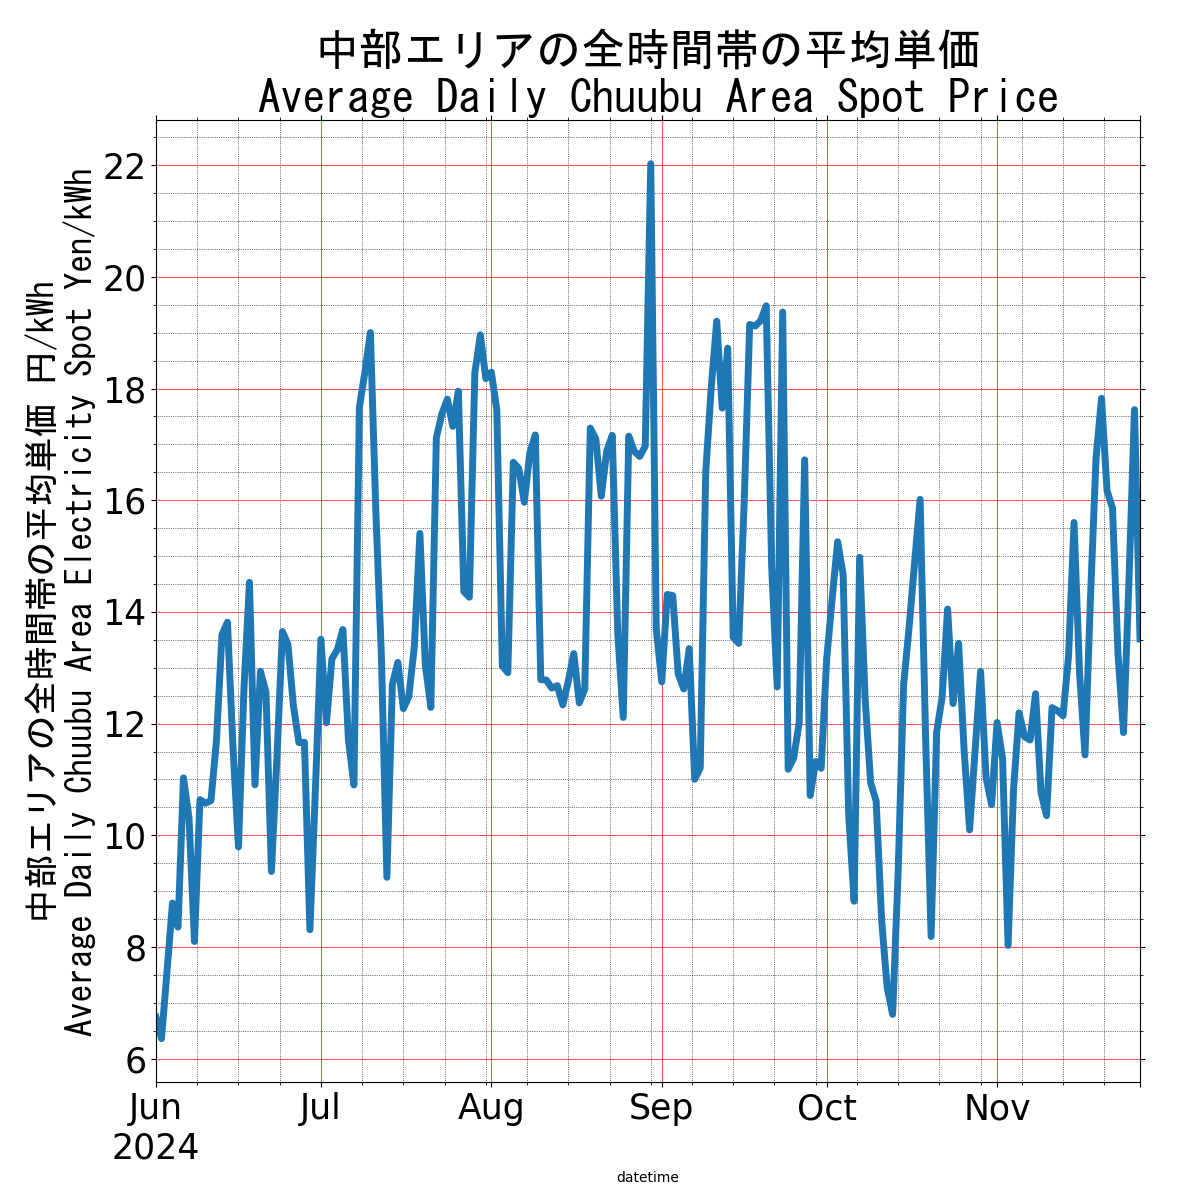 中部エリアの全時間帯の平均単価
Average Daily Chuubu Area Spot Price
中部エリアの全時間帯の平均単価 円/kWh
Average Daily Chuubu Area Electricity Spot Yen/kWh
22
20
18
16
14
12
10
8
6
Jun Jul Aug Sep Oct Nov
2024
datetime